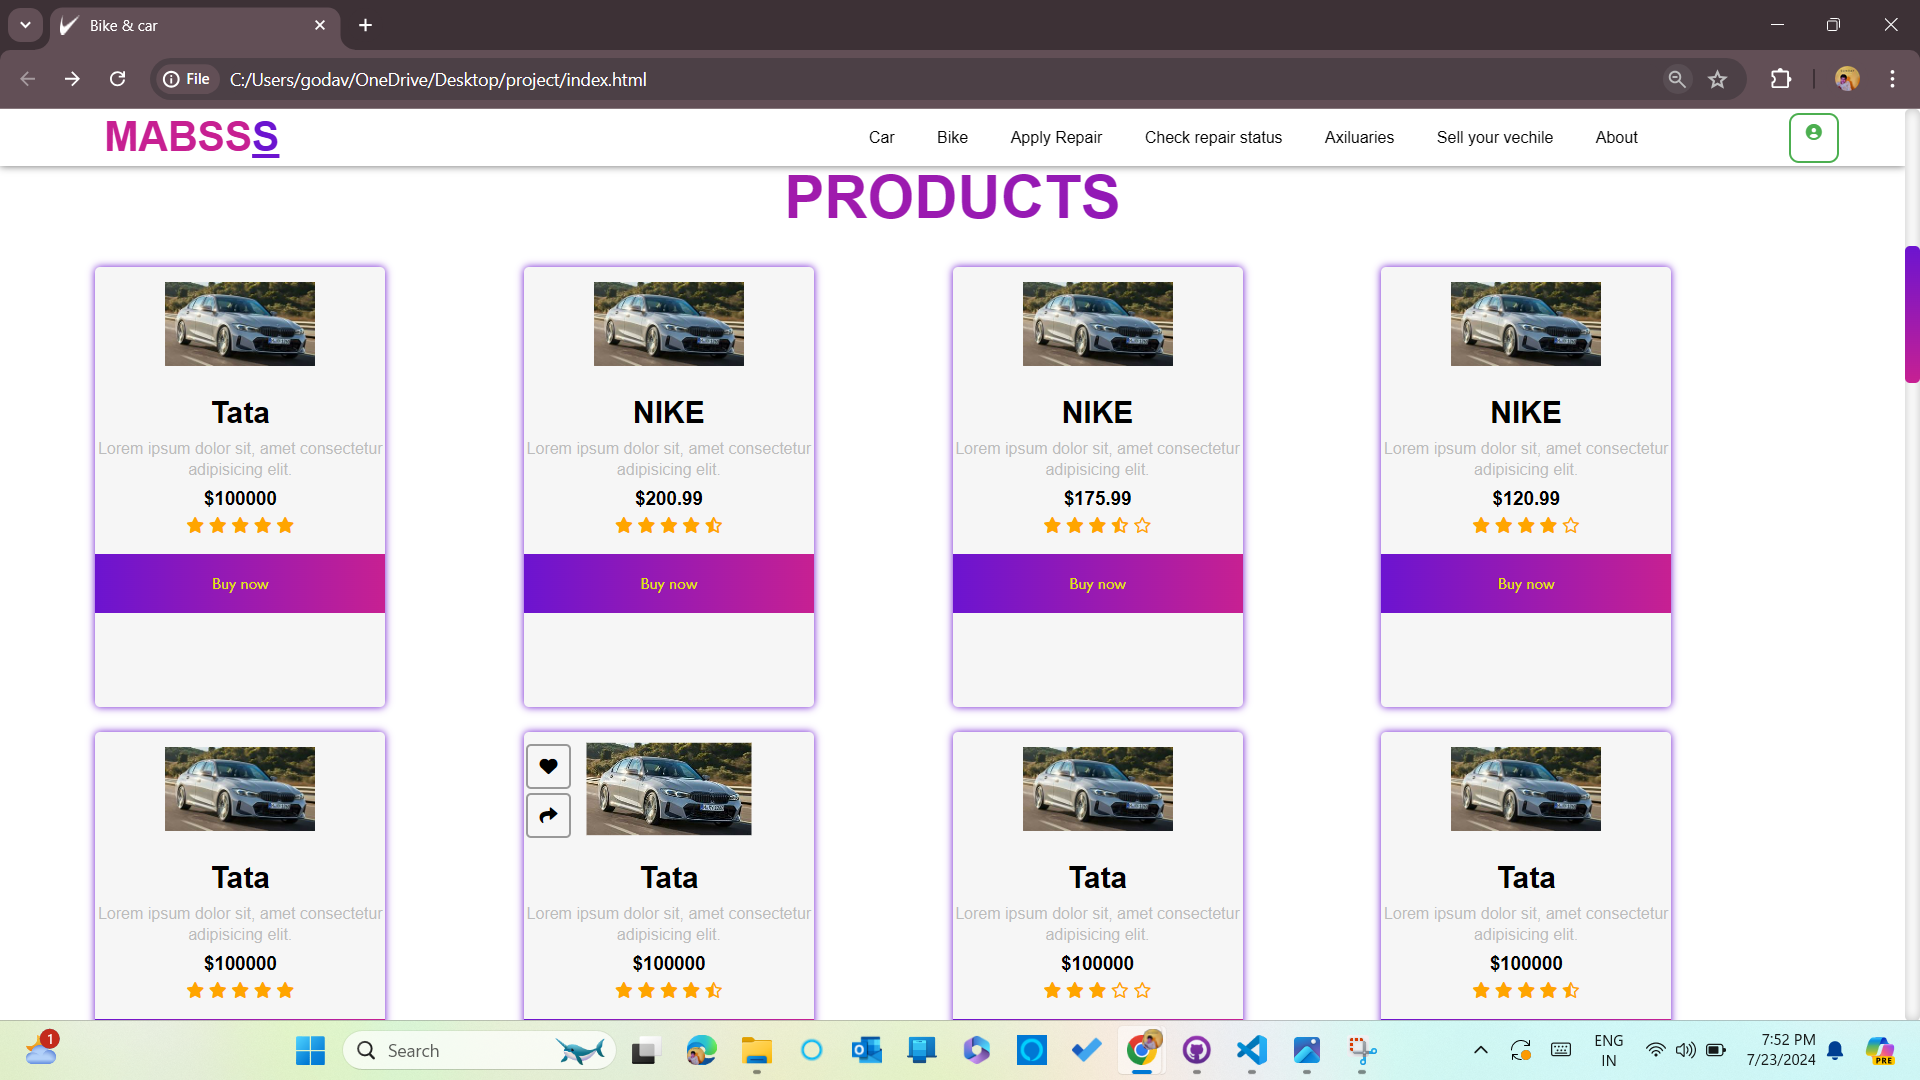 Bike & car
File
C:/Users/godav/OneDrive/Desktop/project/index.html
MABSSS
Car
Bike
Apply Repair
Check repair status
Axiluaries
Sell your vechile
About
PRODUCTS
Tata
Lorem ipsum dolor sit, amet consectetur
adipisicing elit.
$100000
Buy now
NIKE
Lorem ipsum dolor sit, amet consectetur
adipisicing elit.
$200.99
Buy now
NIKE
Lorem ipsum dolor sit, amet consectetur
adipisicing elit.
$175.99
Buy now
NIKE
Lorem ipsum dolor sit, amet consectetur
adipisicing elit.
$120.99
Buy now
Tata
Lorem ipsum dolor sit, amet consectetur
adipisicing elit.
$100000
Tata
Lorem ipsum dolor sit, amet consectetur
adipisicing elit.
$100000
Tata
Lorem ipsum dolor sit, amet consectetur
adipisicing elit.
$100000
Tata
Lorem ipsum dolor sit, amet consectetur
adipisicing elit.
$100000
1
Search
ENG
IN
7:52 PM
7/23/2024
PRE